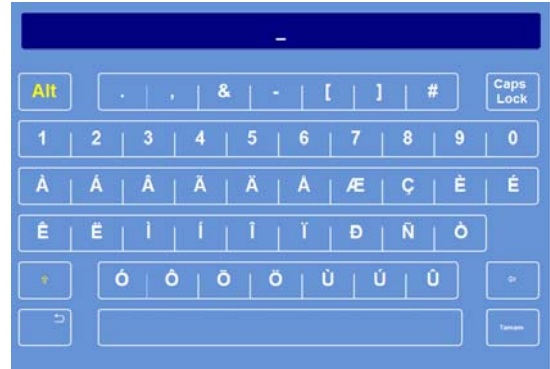 _
Alt . , & - [ ] # Caps Lock
1 2 3 4 5 6 7 8 9 0
À Á Â Ã Ä Å Æ Ç È É
Ê Ë Ì Í Î Ï Ð Ñ Ò
⇧ Ó Ô Õ Ö Ù Ú Û ⇦
⮌ Tamam